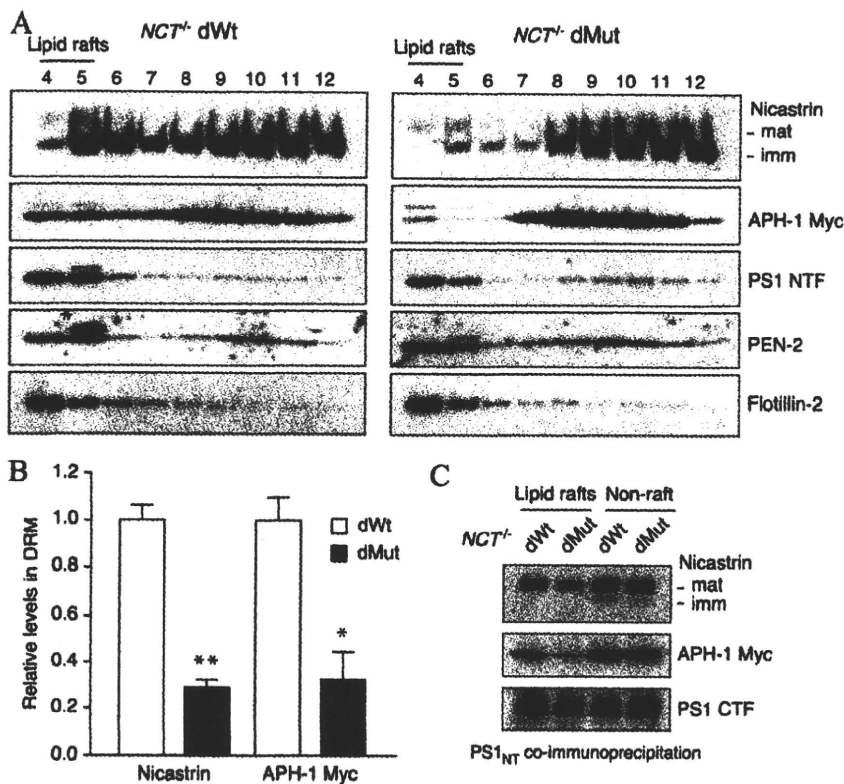 A
NCT-/- dWt
NCT-/- dMut
Lipid rafts
Lipid rafts
4 5 6 7 8 9 10 11 12
4 5 6 7 8 9 10 11 12
Nicastrin
- mat
- imm
APH-1 Myc
PS1 NTF
PEN-2
Flotillin-2
B
Relative levels in DRM
1.2
1.0
0.8
0.6
0.4
0.2
0.0
dWt
dMut
**
*
Nicastrin APH-1 Myc
C
Lipid rafts Non-raft
NCT-/- dWt dMut dWt dMut
Nicastrin
- mat
- imm
APH-1 Myc
PS1 CTF
PS1NT co-immunoprecipitation